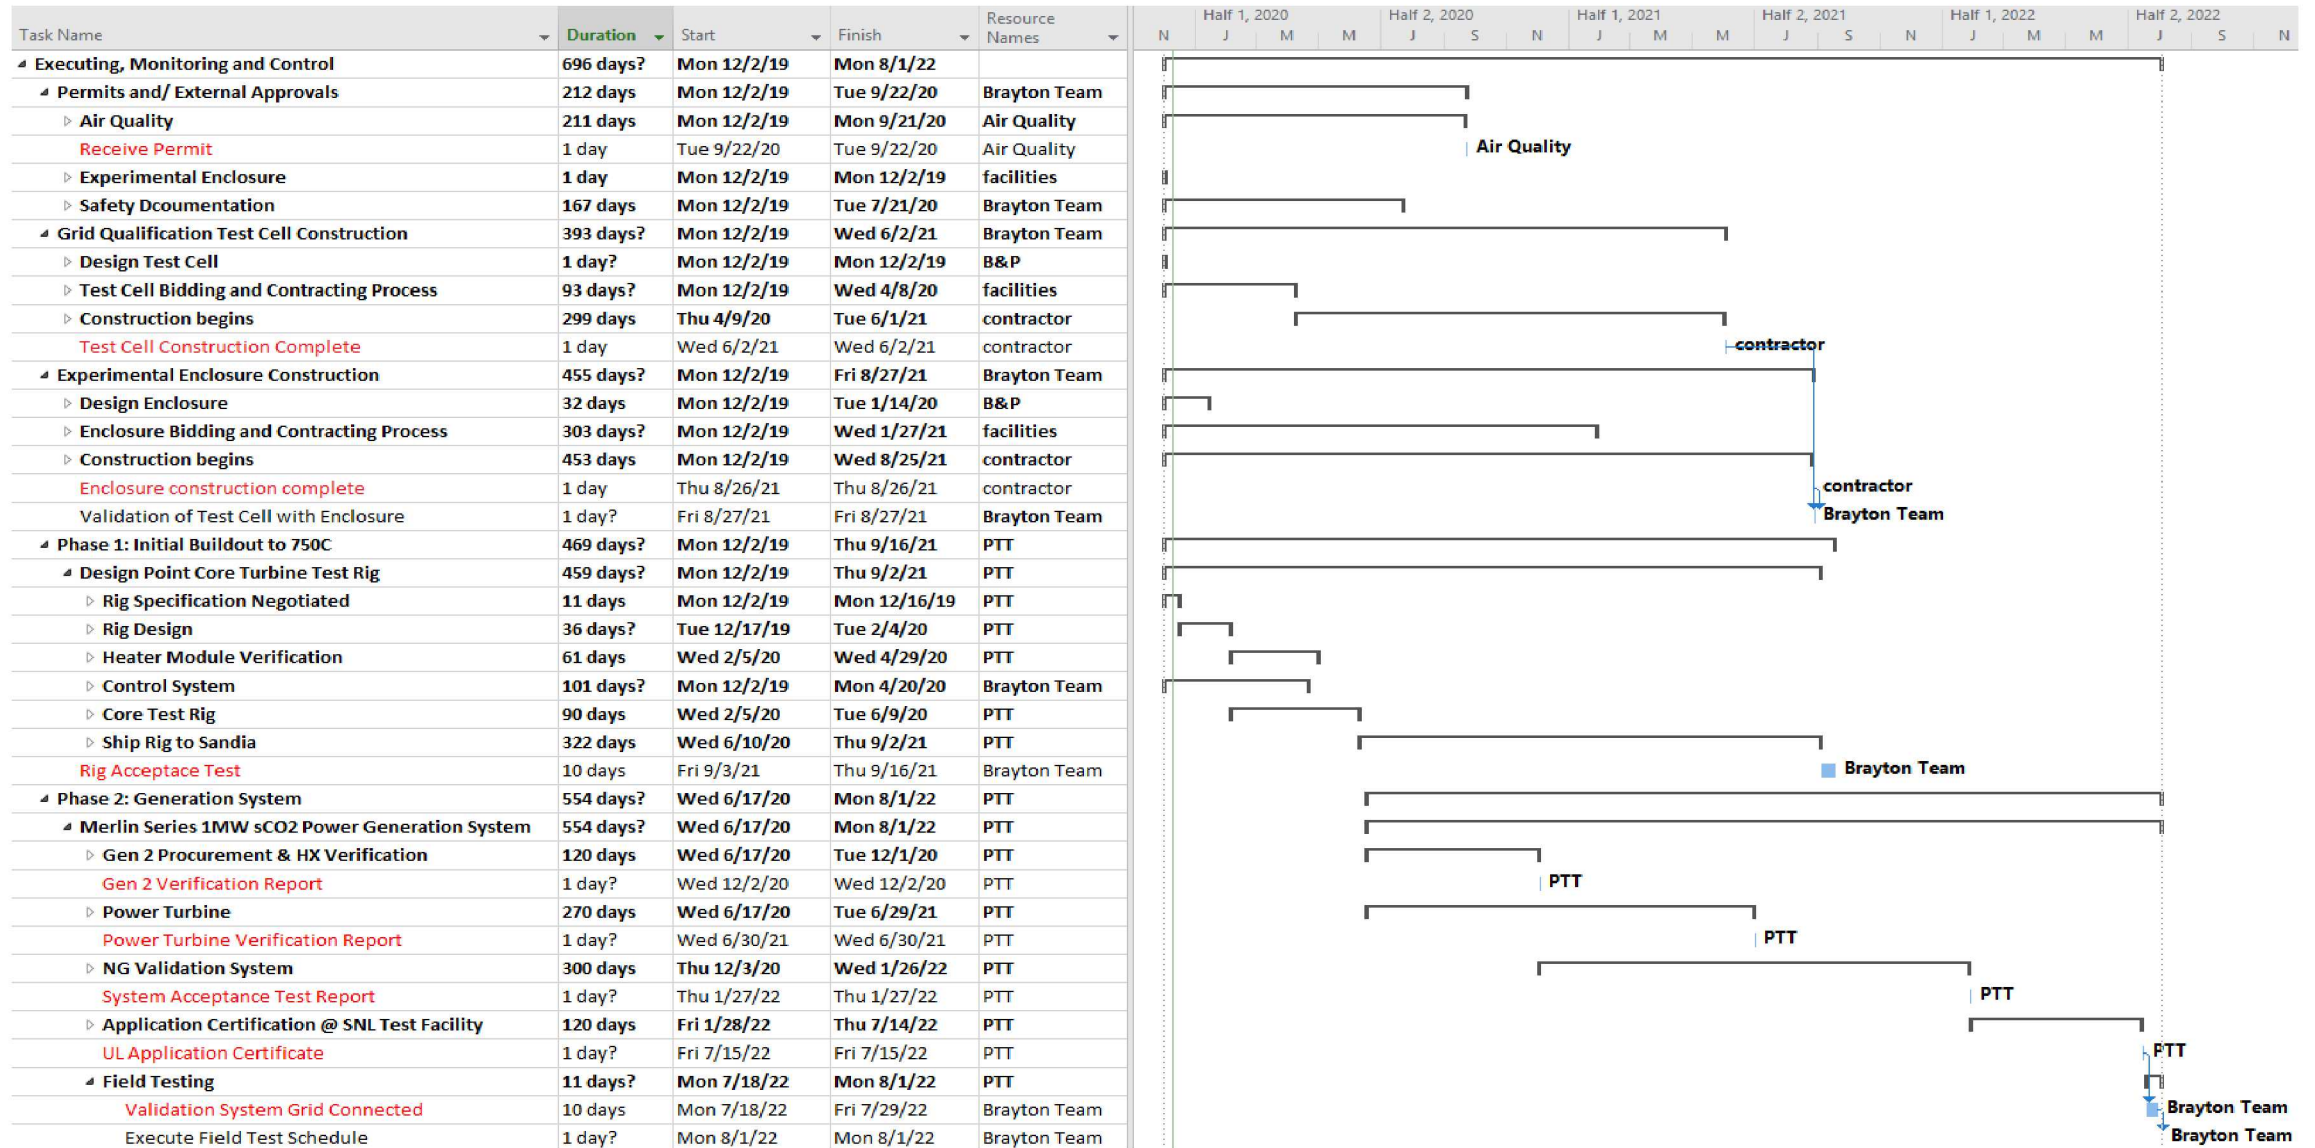 Half 1, 2020 Half 2, 2020 Half 1, 2021 Half 2, 2021 Half 1, 2022 Half 2, 2022
Task Name Duration Start Finish Resource Names N J M M J S N J M M J S N J M M J S N
Executing, Monitoring and Control 696 days? Mon 12/2/19 Mon 8/1/22
Permits and/ External Approvals 212 days Mon 12/2/19 Tue 9/22/20 Brayton Team
Air Quality 211 days Mon 12/2/19 Mon 9/21/20 Air Quality
Receive Permit 1 day Tue 9/22/20 Tue 9/22/20 Air Quality Air Quality
Experimental Enclosure 1 day Mon 12/2/19 Mon 12/2/19 facilities
Safety Dcoumentation 167 days Mon 12/2/19 Tue 7/21/20 Brayton Team
Grid Qualification Test Cell Construction 393 days? Mon 12/2/19 Wed 6/2/21 Brayton Team
Design Test Cell 1 day? Mon 12/2/19 Mon 12/2/19 B&P
Test Cell Bidding and Contracting Process 93 days? Mon 12/2/19 Wed 4/8/20 facilities
Construction begins 299 days Thu 4/9/20 Tue 6/1/21 contractor
Test Cell Construction Complete 1 day Wed 6/2/21 Wed 6/2/21 contractor contractor
Experimental Enclosure Construction 455 days? Mon 12/2/19 Fri 8/27/21 Brayton Team
Design Enclosure 32 days Mon 12/2/19 Tue 1/14/20 B&P
Enclosure Bidding and Contracting Process 303 days? Mon 12/2/19 Wed 1/27/21 facilities
Construction begins 453 days Mon 12/2/19 Wed 8/25/21 contractor
Enclosure construction complete 1 day Thu 8/26/21 Thu 8/26/21 contractor contractor
Validation of Test Cell with Enclosure 1 day? Fri 8/27/21 Fri 8/27/21 Brayton Team Brayton Team
Phase 1: Initial Buildout to 750C 469 days? Mon 12/2/19 Thu 9/16/21 PTT
Design Point Core Turbine Test Rig 459 days? Mon 12/2/19 Thu 9/2/21 PTT
Rig Specification Negotiated 11 days Mon 12/2/19 Mon 12/16/19 PTT
Rig Design 36 days? Tue 12/17/19 Tue 2/4/20 PTT
Heater Module Verification 61 days Wed 2/5/20 Wed 4/29/20 PTT
Control System 101 days? Mon 12/2/19 Mon 4/20/20 Brayton Team
Core Test Rig 90 days Wed 2/5/20 Tue 6/9/20 PTT
Ship Rig to Sandia 322 days Wed 6/10/20 Thu 9/2/21 PTT
Rig Acceptace Test 10 days Fri 9/3/21 Thu 9/16/21 Brayton Team Brayton Team
Phase 2: Generation System 554 days? Wed 6/17/20 Mon 8/1/22 PTT
Merlin Series 1MW sCO2 Power Generation System 554 days? Wed 6/17/20 Mon 8/1/22 PTT
Gen 2 Procurement & HX Verification 120 days Wed 6/17/20 Tue 12/1/20 PTT
Gen 2 Verification Report 1 day? Wed 12/2/20 Wed 12/2/20 PTT PTT
Power Turbine 270 days Wed 6/17/20 Tue 6/29/21 PTT
Power Turbine Verification Report 1 day? Wed 6/30/21 Wed 6/30/21 PTT PTT
NG Validation System 300 days Thu 12/3/20 Wed 1/26/22 PTT
System Acceptance Test Report 1 day? Thu 1/27/22 Thu 1/27/22 PTT PTT
Application Certification @ SNL Test Facility 120 days Fri 1/28/22 Thu 7/14/22 PTT
UL Application Certificate 1 day? Fri 7/15/22 Fri 7/15/22 PTT PTT
Field Testing 11 days? Mon 7/18/22 Mon 8/1/22 PTT
Validation System Grid Connected 10 days Mon 7/18/22 Fri 7/29/22 Brayton Team Brayton Team
Execute Field Test Schedule 1 day? Mon 8/1/22 Mon 8/1/22 Brayton Team Brayton Team